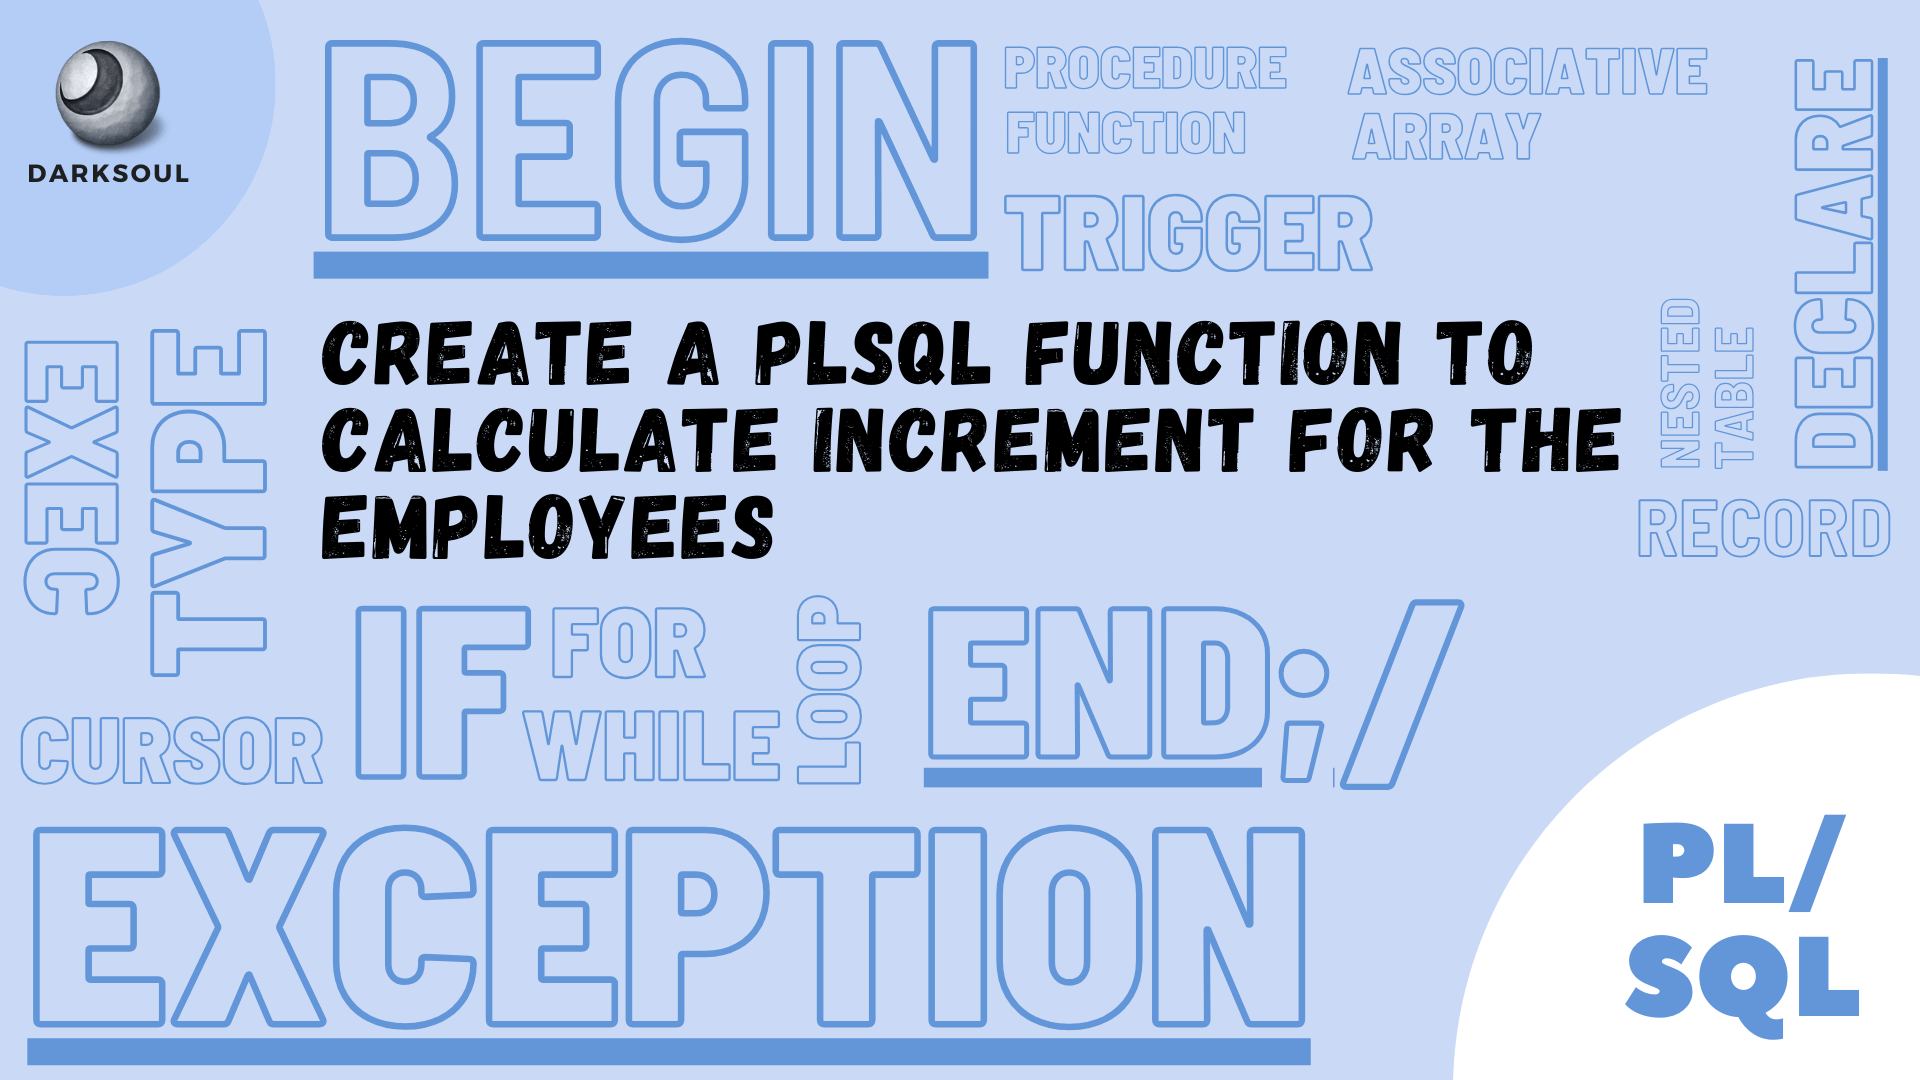 DARKSOUL
BEGIN
PROCEDURE
FUNCTION
ASSOCIATIVE
ARRAY
TRIGGER
DECLARE
NESTED
TABLE
RECORD
CREATE A PLSQL FUNCTION TO
CALCULATE INCREMENT FOR THE
EMPLOYEES
EXEC
TYPE
CURSOR
IF
FOR
WHILE
LOOP
END;/
EXCEPTION
PL/
SQL